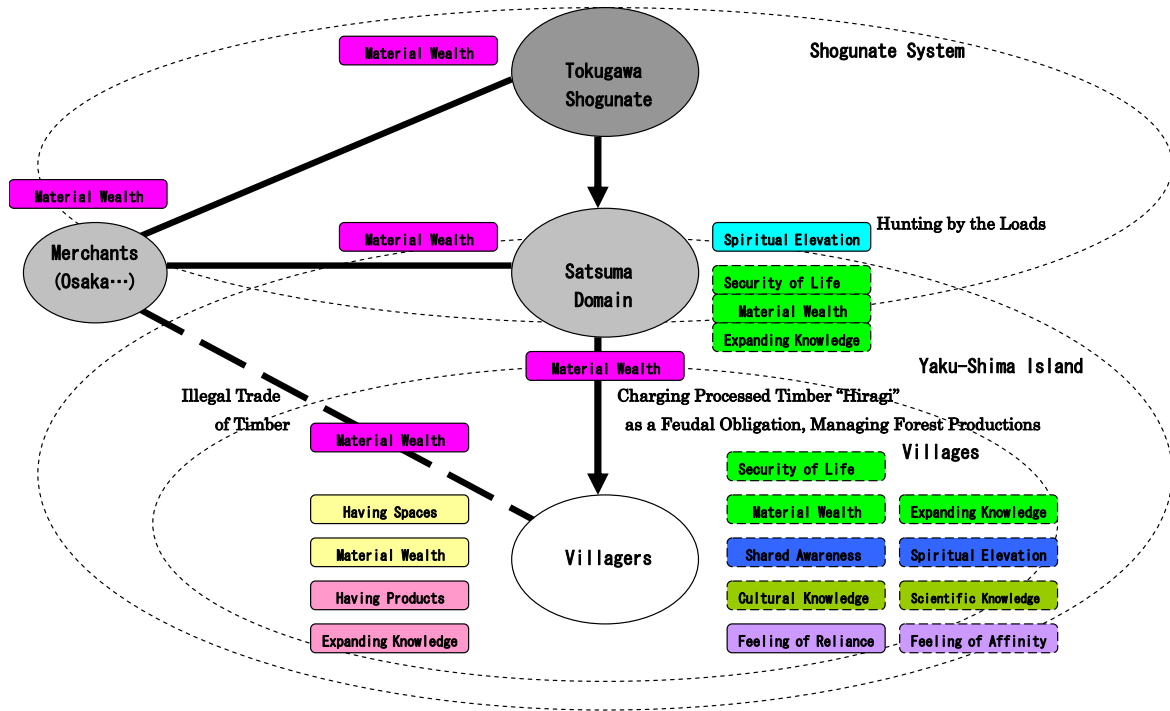 Material Wealth
Shogunate System
Tokugawa
Shogunate
Material Wealth
Merchants
(Osaka…)
Material Wealth
Satsuma
Domain
Spiritual Elevation
Hunting by the Loads
Security of Life
Material Wealth
Expanding Knowledge
Yaku-Shima Island
Material Wealth
Illegal Trade
of Timber
Charging Processed Timber “Hiragi”
as a Feudal Obligation, Managing Forest Productions
Material Wealth
Villages
Security of Life
Having Spaces
Material Wealth
Expanding Knowledge
Material Wealth
Villagers
Shared Awareness
Spiritual Elevation
Having Products
Cultural Knowledge
Scientific Knowledge
Expanding Knowledge
Feeling of Reliance
Feeling of Affinity